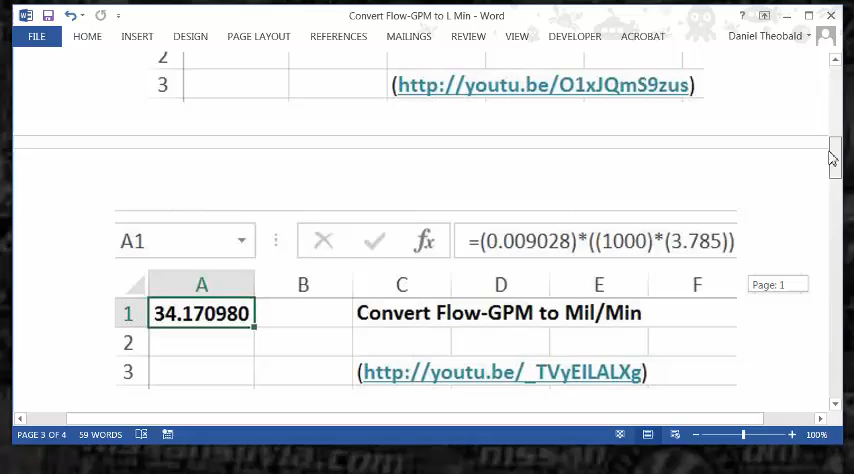 Convert Flow-GPM to L Min - Word
FILE HOME INSERT DESIGN PAGE LAYOUT REFERENCES MAILINGS REVIEW VIEW DEVELOPER ACROBAT Daniel Theobald
2
3 (http://youtu.be/O1xJQmS9zus)
A1 fx =(0.009028)*((1000)*(3.785))
A B C D E F
Page: 1
1 34.170980 Convert Flow-GPM to Mil/Min
2
3 (http://youtu.be/_TVyEILALXg)
PAGE 3 OF 4 59 WORDS 100%